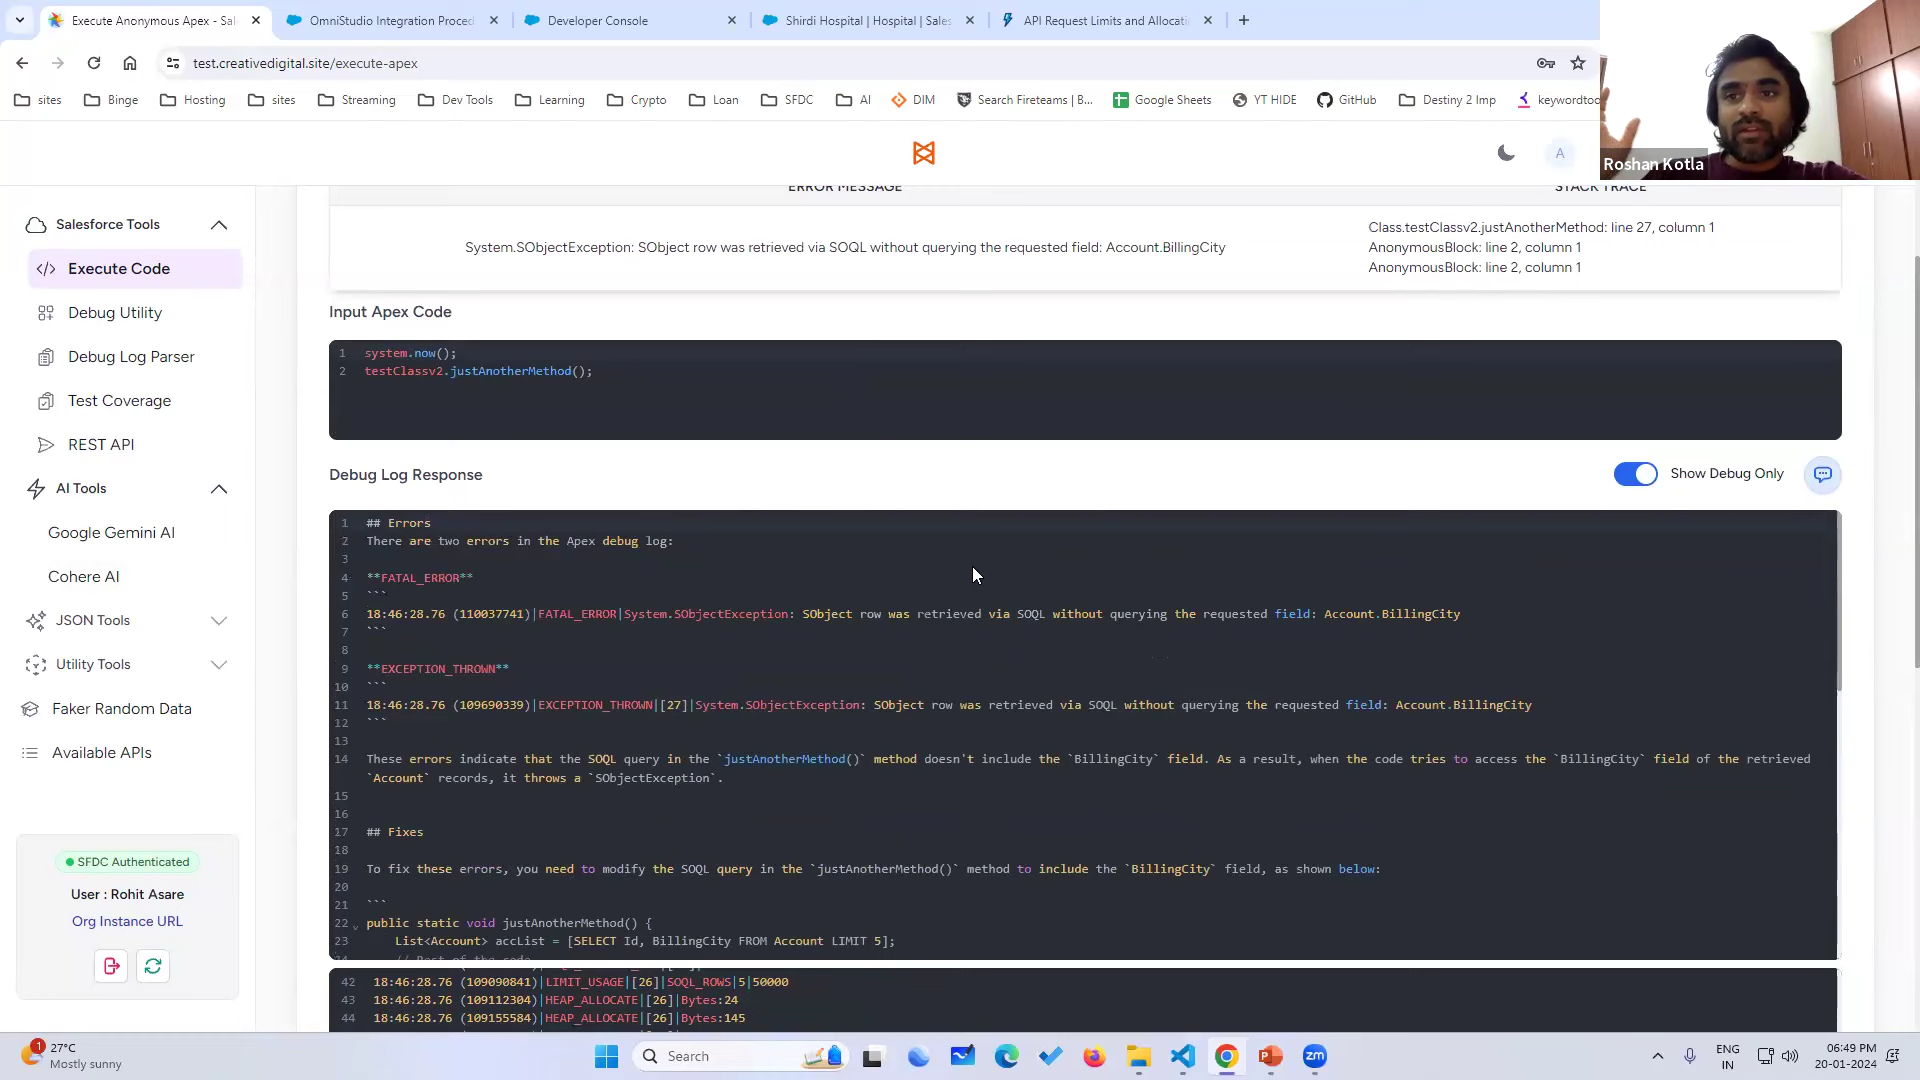 Execute Anonymous Apex - Sal
OmniStudio Integration Proced
Developer Console
Shirdi Hospital | Hospital | Sales
API Request Limits and Allocati
test.creativedigital.site/execute-apex
sites
Binge
Hosting
sites
Streaming
Dev Tools
Learning
Crypto
Loan
SFDC
AI
DIM
Search Fireteams | B...
Google Sheets
YT HIDE
GitHub
Destiny 2 Imp
keywordtoo
A
Roshan Kotla
Salesforce Tools
Execute Code
Debug Utility
Debug Log Parser
Test Coverage
REST API
AI Tools
Google Gemini AI
Cohere AI
JSON Tools
Utility Tools
Faker Random Data
Available APIs
SFDC Authenticated
User : Rohit Asare
Org Instance URL
ERROR MESSAGE
STACK TRACE
System.SObjectException: SObject row was retrieved via SOQL without querying the requested field: Account.BillingCity
Class.testClassv2.justAnotherMethod: line 27, column 1
AnonymousBlock: line 2, column 1
AnonymousBlock: line 2, column 1
Input Apex Code
1 system.now();
2 testClassv2.justAnotherMethod();
Debug Log Response
Show Debug Only
1 ## Errors
2 There are two errors in the Apex debug log:
3
4 **FATAL_ERROR**
5 ```
6 18:46:28.76 (110037741)|FATAL_ERROR|System.SObjectException: SObject row was retrieved via SOQL without querying the requested field: Account.BillingCity
7 ```
8
9 **EXCEPTION_THROWN**
10 ```
11 18:46:28.76 (109690339)|EXCEPTION_THROWN|[27]|System.SObjectException: SObject row was retrieved via SOQL without querying the requested field: Account.BillingCity
12 ```
13
14 These errors indicate that the SOQL query in the `justAnotherMethod()` method doesn't include the `BillingCity` field. As a result, when the code tries to access the `BillingCity` field of the retrieved
`Account` records, it throws a `SObjectException`.
15
16
17 ## Fixes
18
19 To fix these errors, you need to modify the SOQL query in the `justAnotherMethod()` method to include the `BillingCity` field, as shown below:
20
21 ```
22 public static void justAnotherMethod() {
23 List<Account> accList = [SELECT Id, BillingCity FROM Account LIMIT 5];
24 // Rest of the code
42 18:46:28.76 (109090841)|LIMIT_USAGE|[26]|SOQL_ROWS|5|50000
43 18:46:28.76 (109112304)|HEAP_ALLOCATE|[26]|Bytes:24
44 18:46:28.76 (109155584)|HEAP_ALLOCATE|[26]|Bytes:145
1
27°C
Mostly sunny
Search
zm
ENG
IN
06:49 PM
20-01-2024